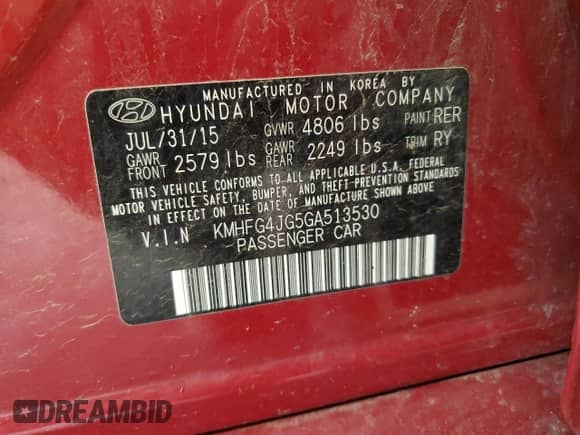 MANUFACTURED IN KOREA BY
HYUNDAI MOTOR COMPANY
JUL/31/15 GVWR 4806 lbs PAINT RER
GAWR FRONT 2579 lbs GAWR REAR 2249 lbs TRIM RY
THIS VEHICLE CONFORMS TO ALL APPLICABLE U.S.A. FEDERAL
MOTOR VEHICLE SAFETY, BUMPER, AND THEFT PREVENTION STANDARDS
IN EFFECT ON THE DATE OF MANUFACTURE SHOWN ABOVE.
V.I.N KMHFG4JG5GA513530
PASSENGER CAR
DREAMBID